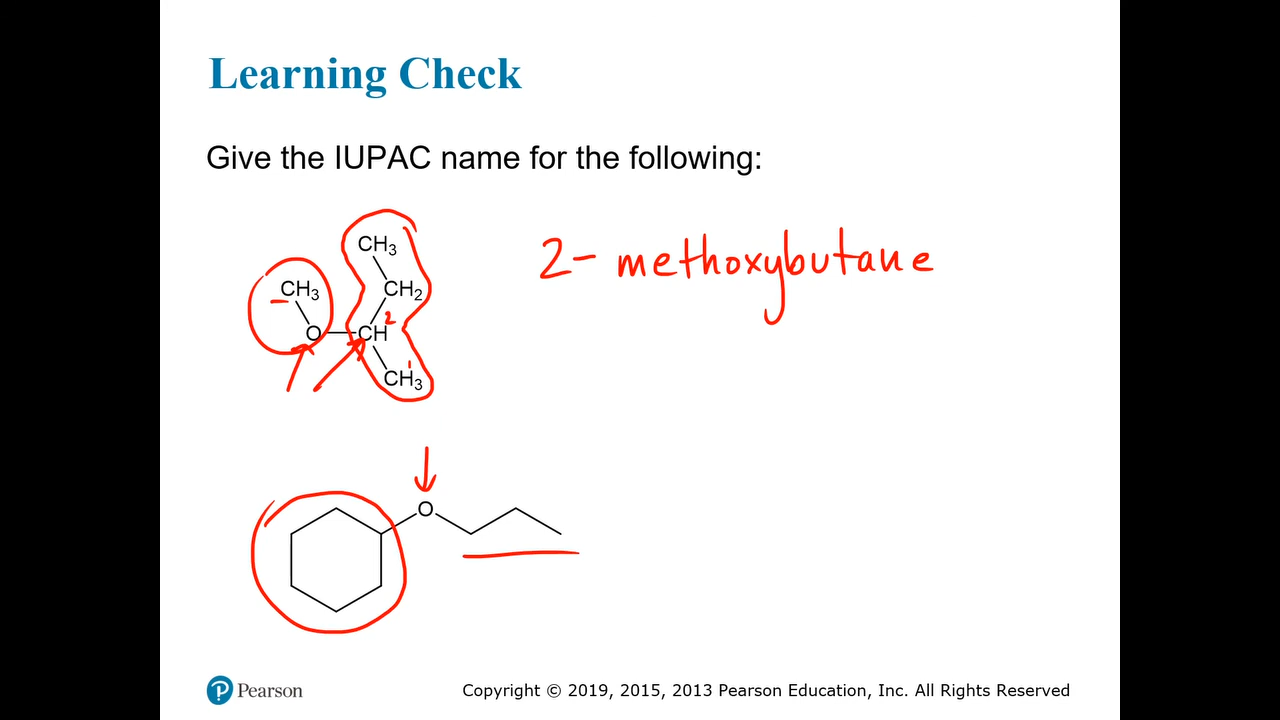 Learning Check
Give the IUPAC name for the following:
CH3
2- methoxybutane
CH3
CH2
2
O
CH
1
CH3
O
Pearson
Copyright © 2019, 2015, 2013 Pearson Education, Inc. All Rights Reserved